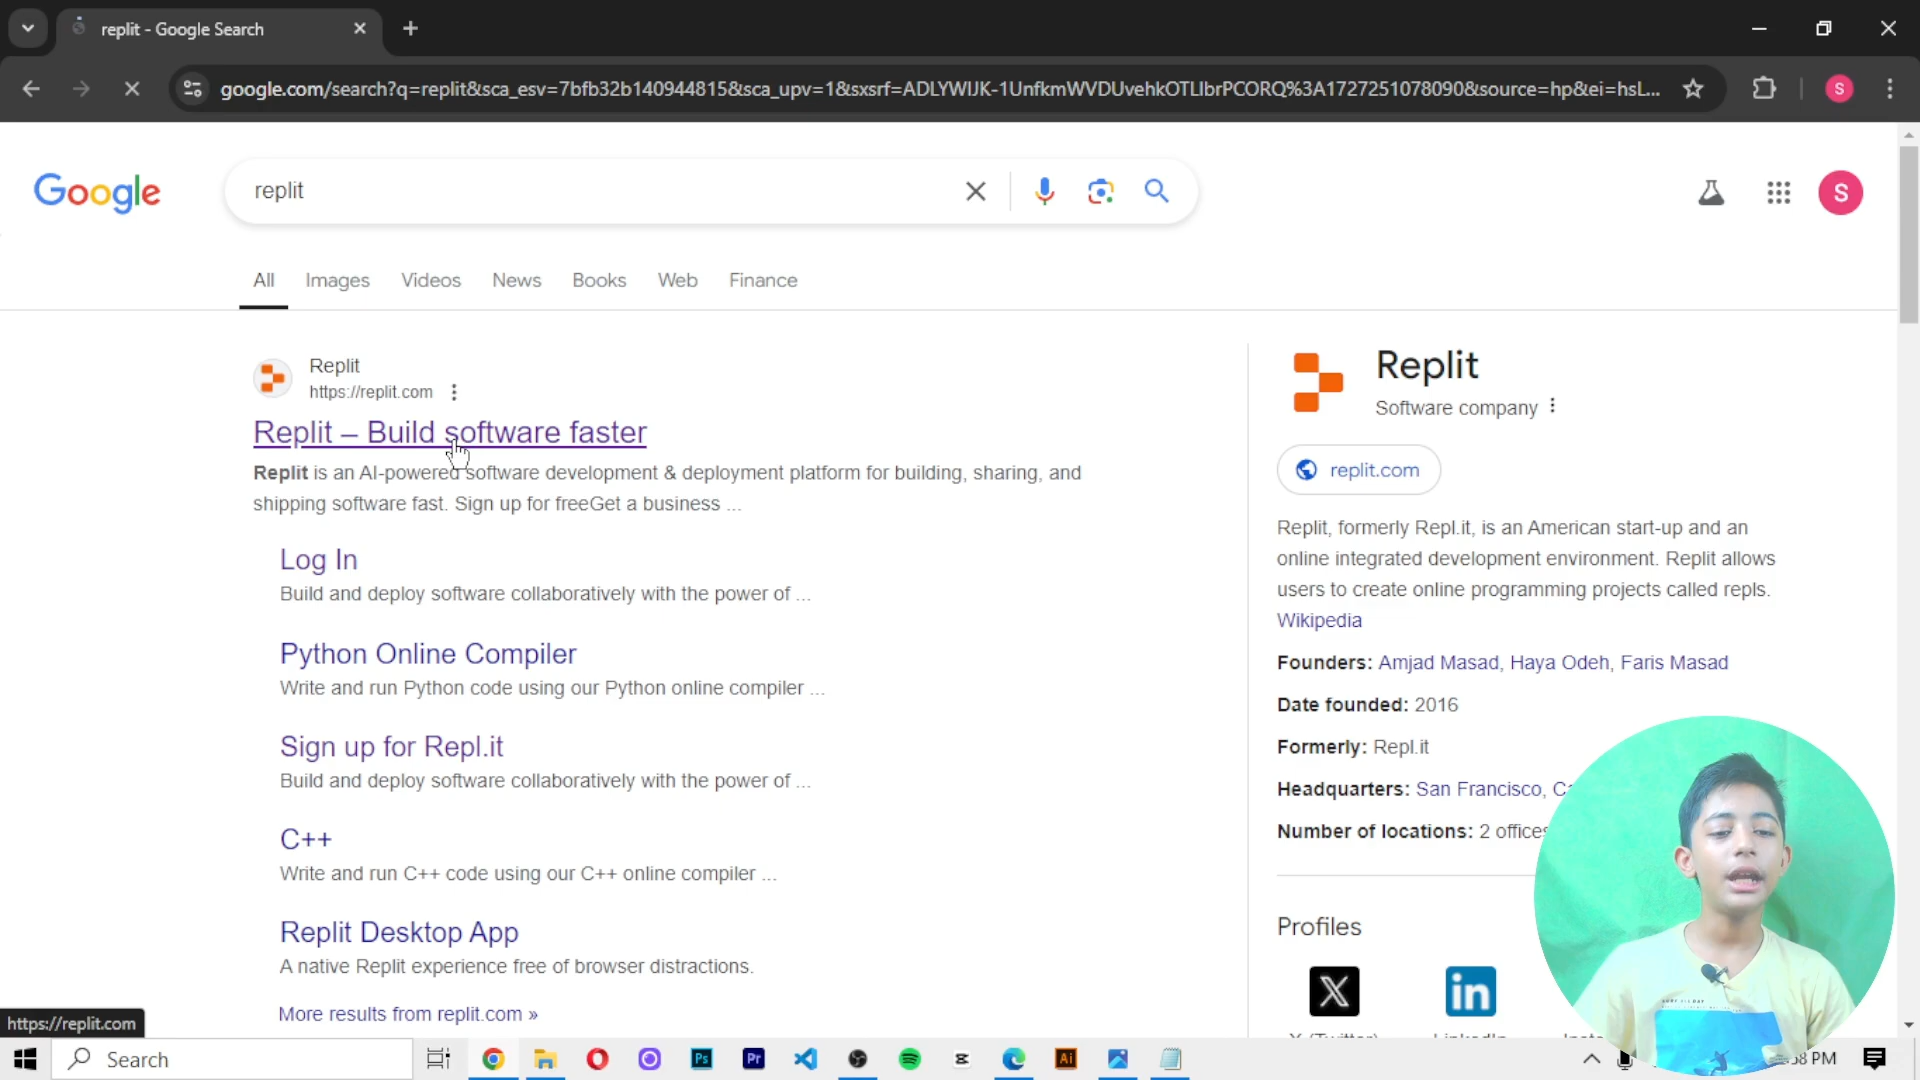 replit - Google Search
google.com/search?q=replit&sca_esv=7bfb32b140944815&sca_upv=1&sxsrf=ADLYWIJK-1UnfkmWVDUvehkOTLIbrPCORQ%3A1727251078090&source=hp&ei=hsL...
S
Google
replit
S
All
Images
Videos
News
Books
Web
Finance
Replit
https://replit.com
Replit – Build software faster
Replit is an AI-powered software development & deployment platform for building, sharing, and
shipping software fast. Sign up for freeGet a business ...
Log In
Build and deploy software collaboratively with the power of ...
Python Online Compiler
Write and run Python code using our Python online compiler ...
Sign up for Repl.it
Build and deploy software collaboratively with the power of ...
C++
Write and run C++ code using our C++ online compiler ...
Replit Desktop App
A native Replit experience free of browser distractions.
More results from replit.com »
Replit
Software company
replit.com
Replit, formerly Repl.it, is an American start-up and an
online integrated development environment. Replit allows
users to create online programming projects called repls.
Wikipedia
Founders: Amjad Masad, Haya Odeh, Faris Masad
Date founded: 2016
Formerly: Repl.it
Headquarters: San Francisco,
Number of locations: 2 offices
Profiles
X
in
https://replit.com
Search
Ps
Pr
Ai
PM